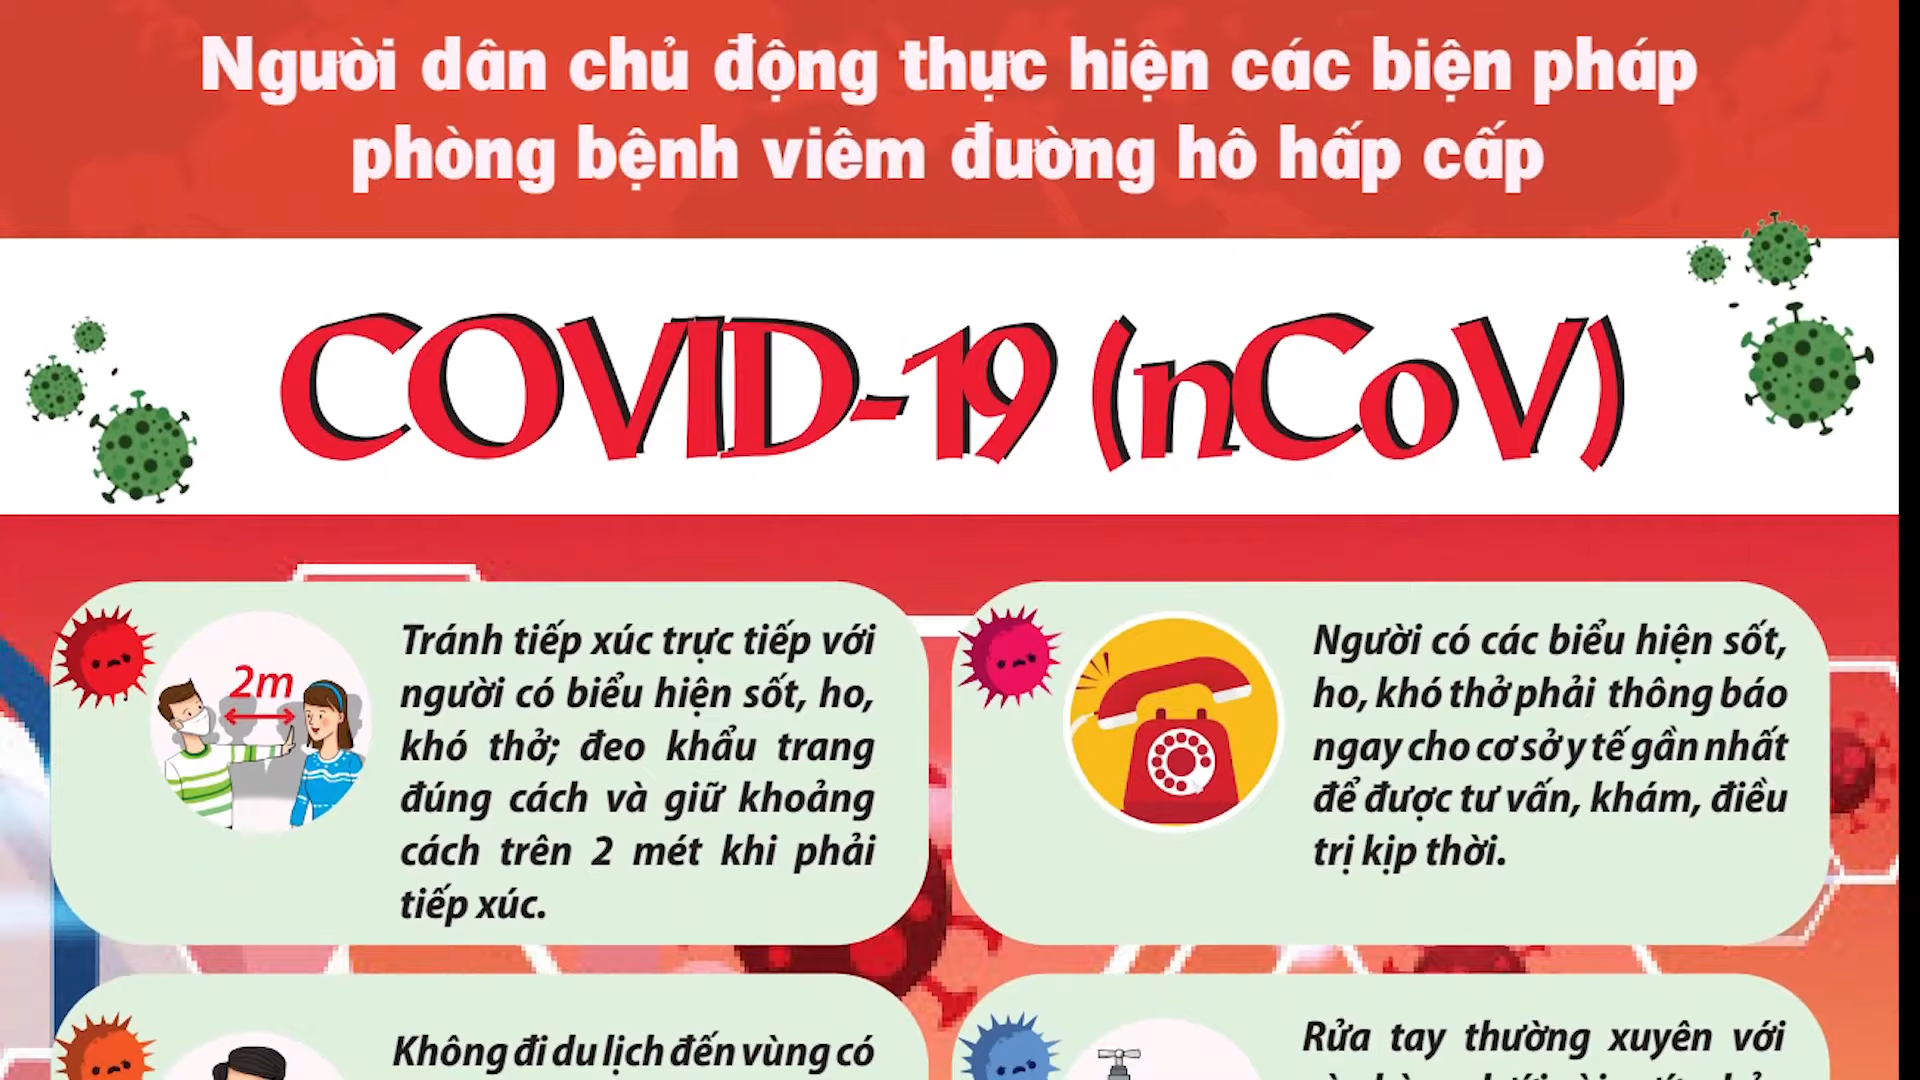 Người dân chủ động thực hiện các biện pháp
phòng bệnh viêm đường hô hấp cấp
COVID-19 (nCoV)
2m
Tránh tiếp xúc trực tiếp với
người có biểu hiện sốt, ho,
khó thở; đeo khẩu trang
đúng cách và giữ khoảng
cách trên 2 mét khi phải
tiếp xúc.
Người có các biểu hiện sốt,
ho, khó thở phải thông báo
ngay cho cơ sở y tế gần nhất
để được tư vấn, khám, điều
trị kịp thời.
Không đi du lịch đến vùng có
Rửa tay thường xuyên với